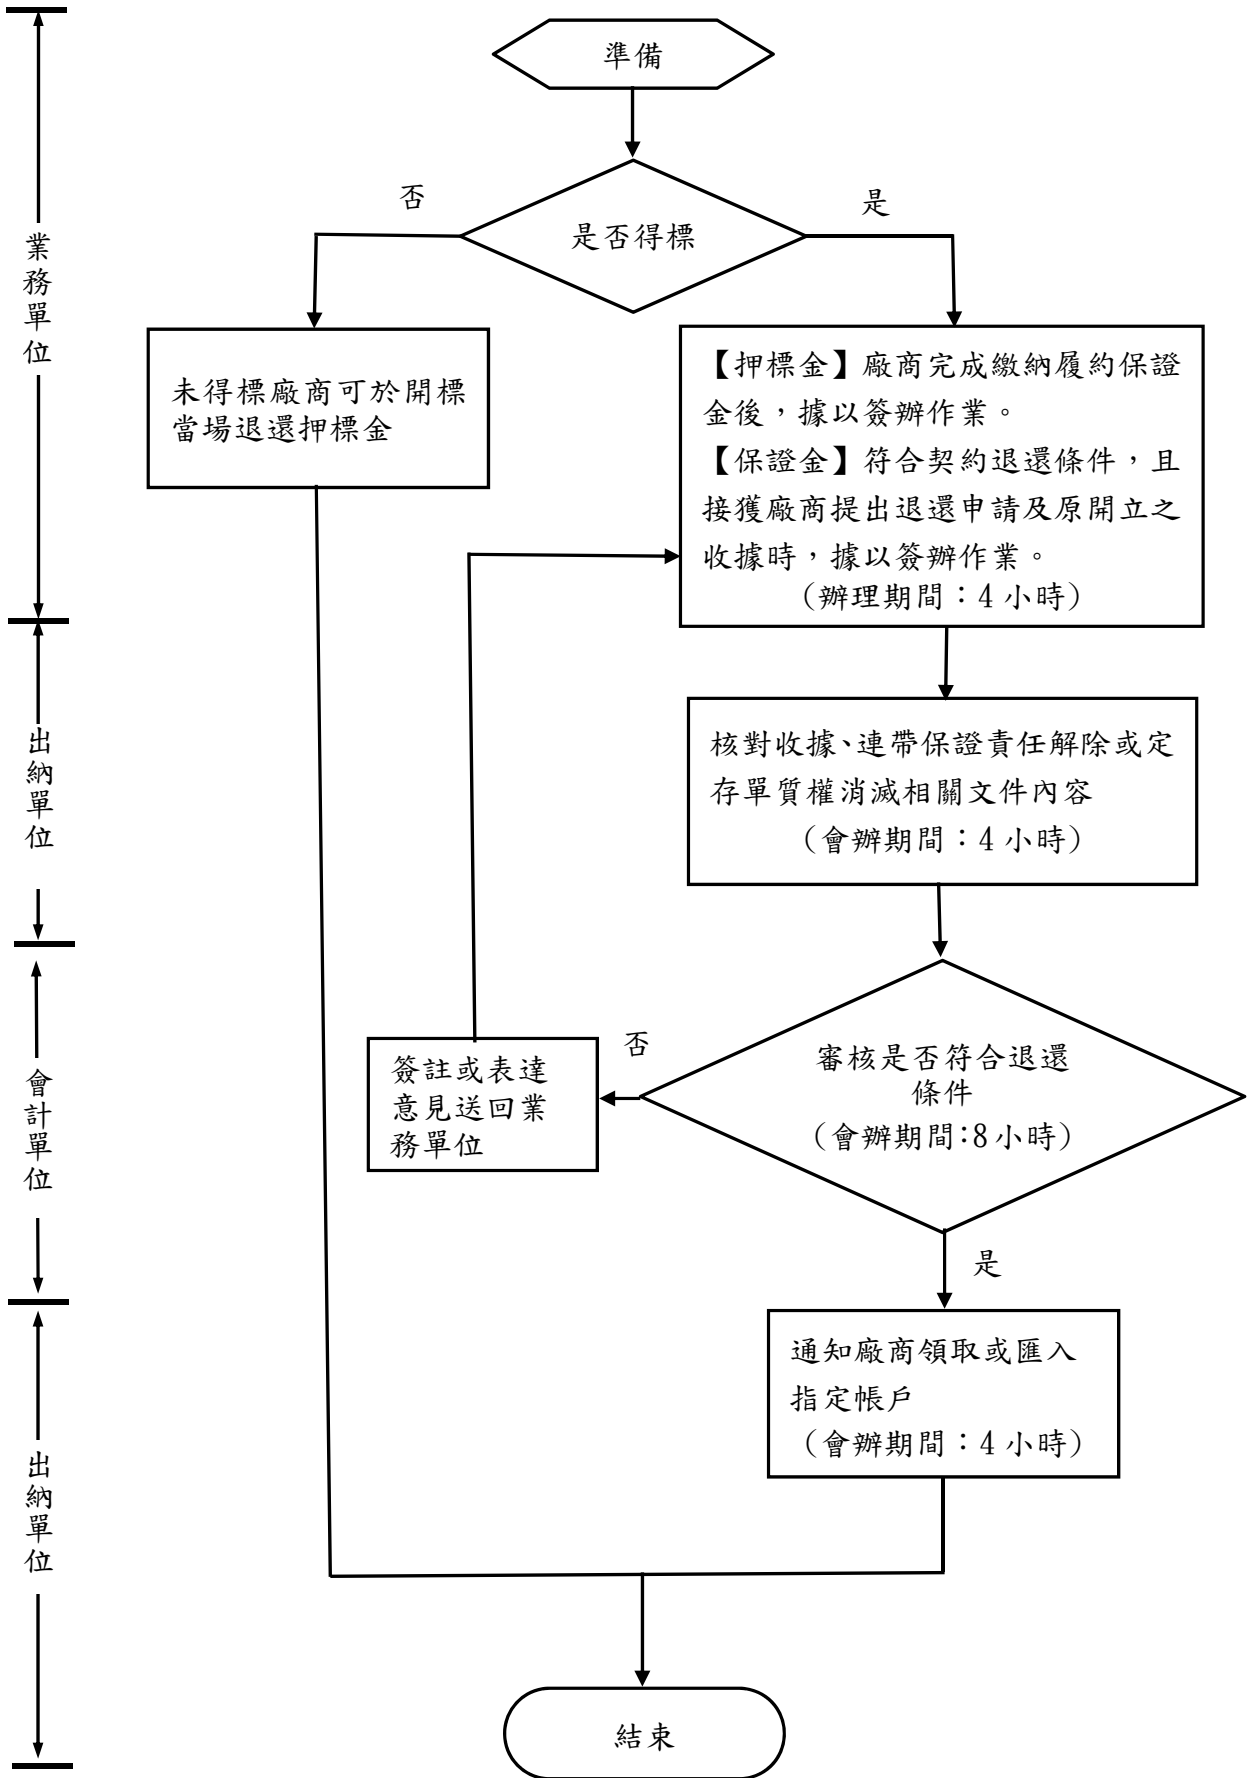 準備
否
是
是否得標
業務單位
未得標廠商可於開標
當場退還押標金
【押標金】廠商完成繳納履約保證
金後，據以簽辦作業。
【保證金】符合契約退還條件，且
接獲廠商提出退還申請及原開立之
收據時，據以簽辦作業。
（辦理期間：4 小時）
出納單位
核對收據、連帶保證責任解除或定
存單質權消滅相關文件內容
（會辦期間：4 小時）
會計單位
簽註或表達
意見送回業
務單位
否
審核是否符合退還
條件
（會辦期間:8 小時）
是
通知廠商領取或匯入
指定帳戶
（會辦期間：4 小時）
出納單位
結束